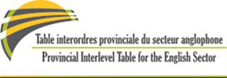 Table interordres provinciale du secteur anglophone
Provincial Interlevel Table for the English Sector